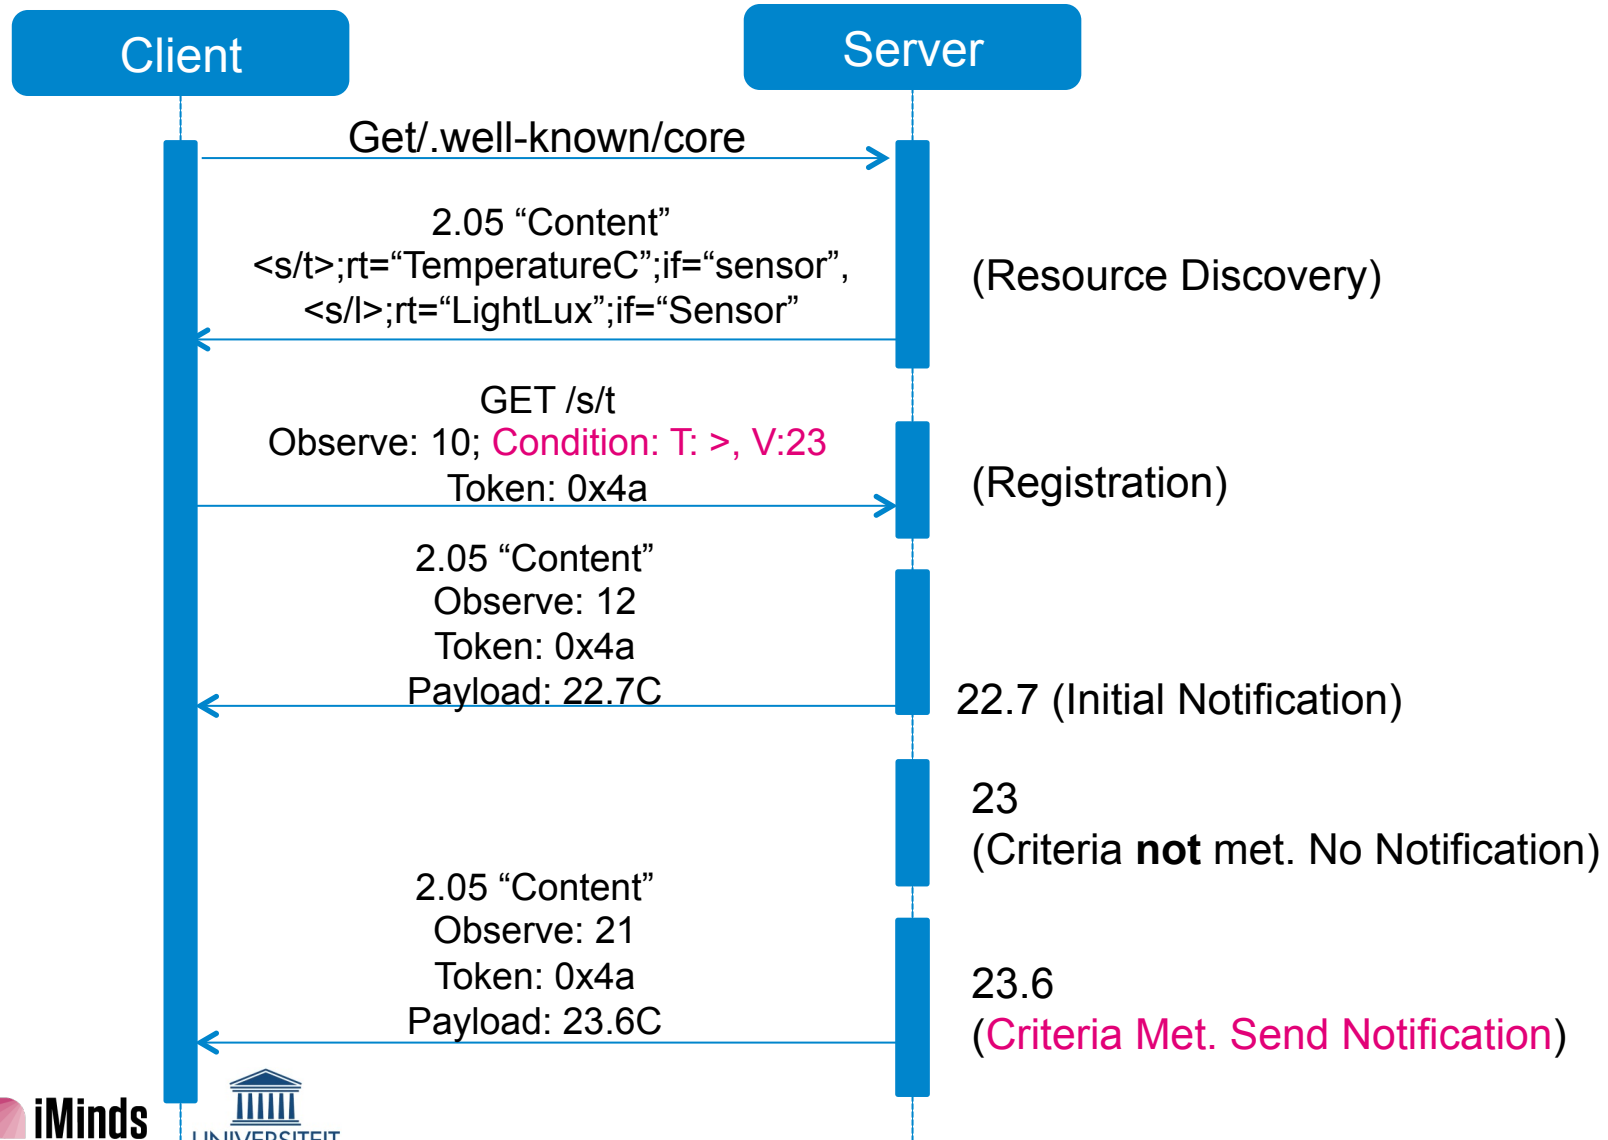 Client
Server
Get/.well-known/core
2.05 “Content”
<s/t>;rt=“TemperatureC”;if=“sensor”,
<s/l>;rt=“LightLux”;if=“Sensor”
(Resource Discovery)
GET /s/t
Observe: 10; Condition: T: >, V:23
Token: 0x4a
(Registration)
2.05 “Content”
Observe: 12
Token: 0x4a
Payload: 22.7C
22.7 (Initial Notification)
23
(Criteria not met. No Notification)
2.05 “Content”
Observe: 21
Token: 0x4a
Payload: 23.6C
23.6
(Criteria Met. Send Notification)
iMinds
UNIVERSITEIT